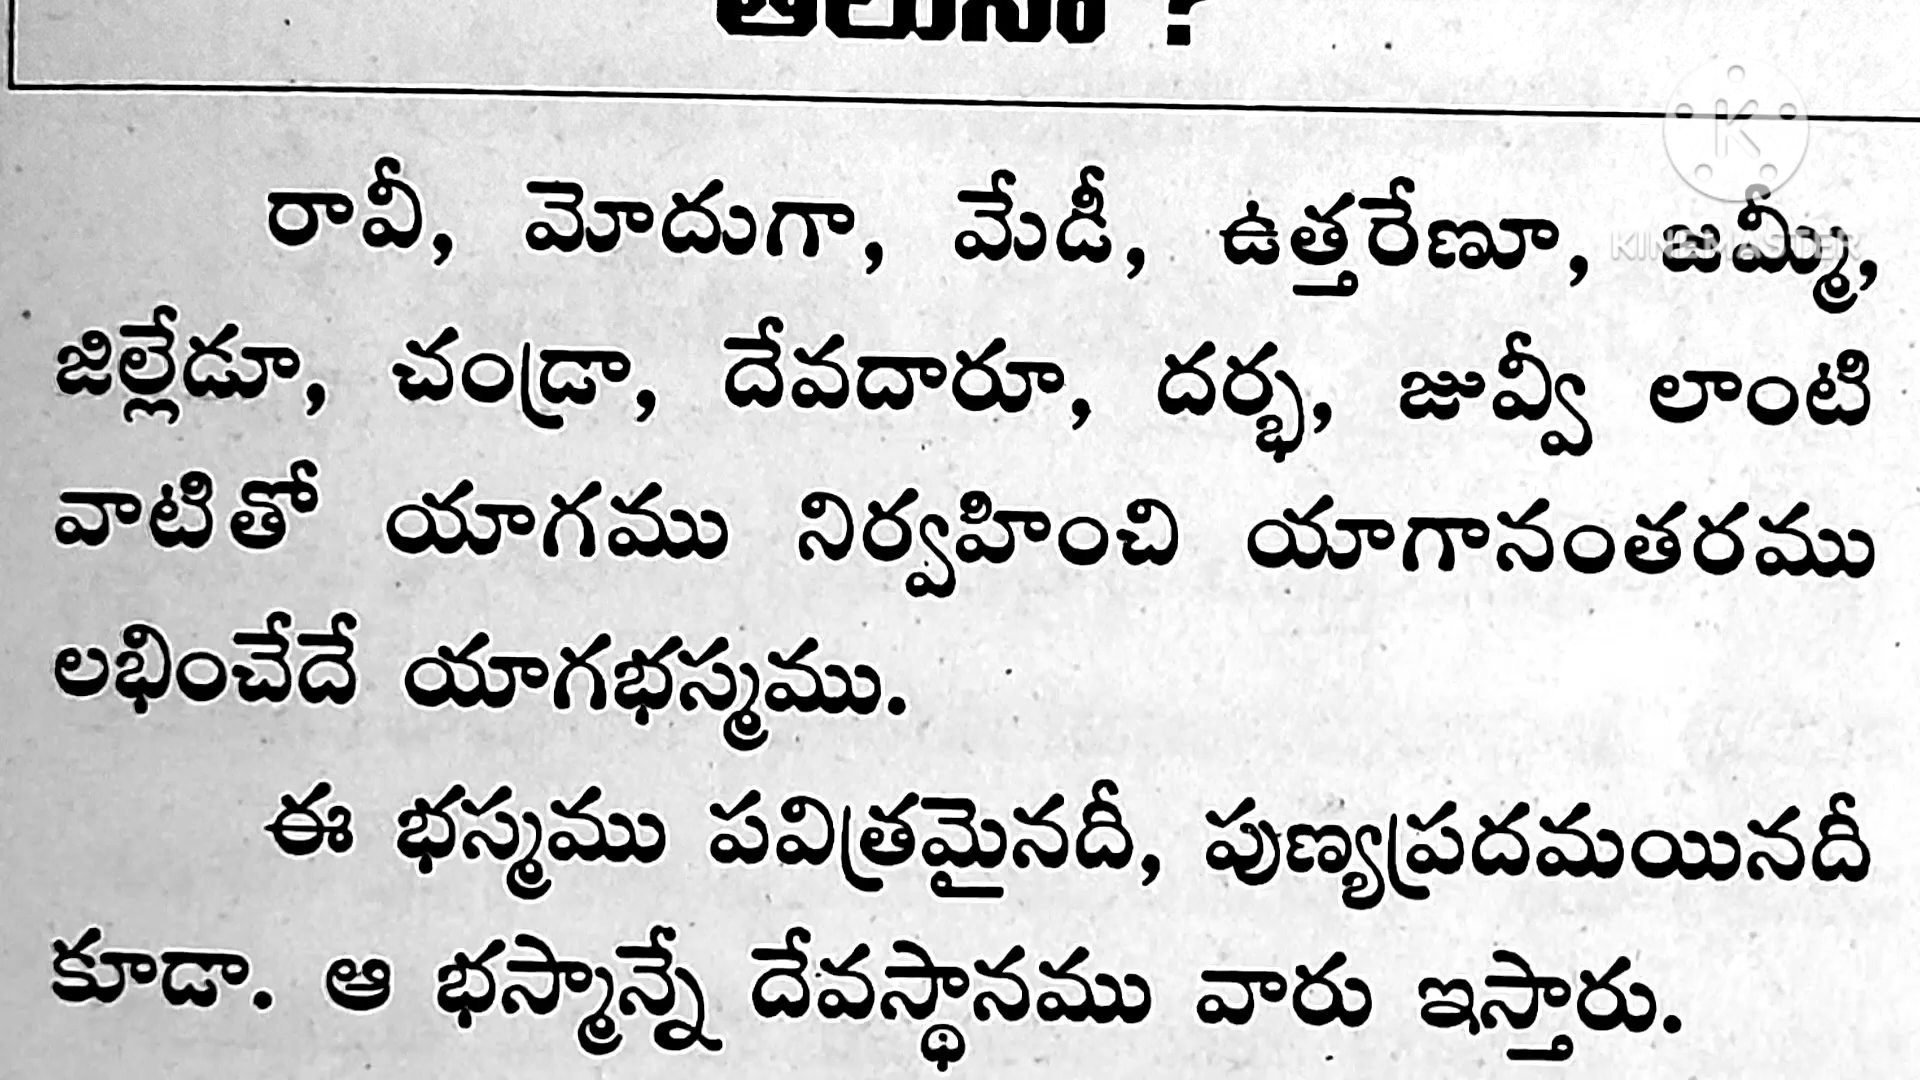 తెలుసా ?
KINEMASTER
రావీ, మోదుగా, మేడీ, ఉత్తరేణూ, జమ్మీ,
జిల్లేడూ, చండ్రా, దేవదారూ, దర్భ, జువ్వీ లాంటి
వాటితో యాగము నిర్వహించి యాగానంతరము
లభించేదే యాగభస్మము.
ఈ భస్మము పవిత్రమైనదీ, పుణ్యప్రదమయినదీ
కూడా. ఆ భస్మాన్నే దేవస్థానము వారు ఇస్తారు.